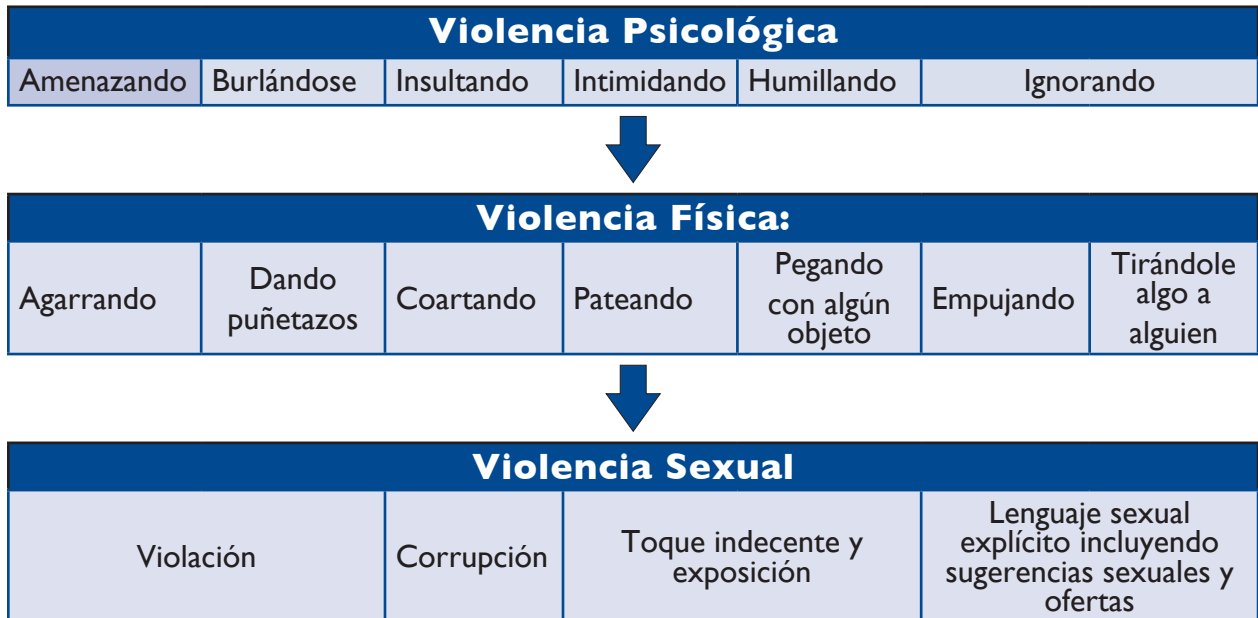 Violencia Psicológica
Amenazando Burlándose Insultando Intimidando Humillando Ignorando
Violencia Física:
Agarrando
Dando
puñetazos
Coartando
Pateando
Pegando
con algún
objeto
Empujando
Tirándole
algo a
alguien
Violencia Sexual
Violación
Corrupción
Toque indecente y
exposición
Lenguaje sexual
explícito incluyendo
sugerencias sexuales y
ofertas